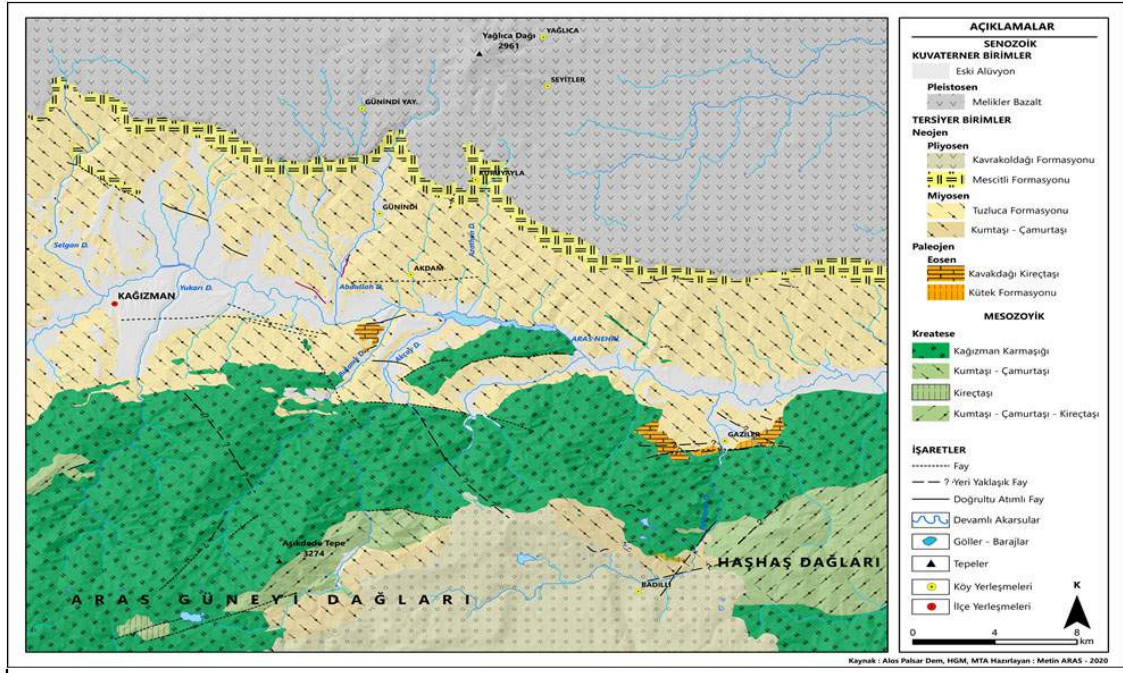 Yağlıca Dağı
2961
YAĞLICA
SEYİTLER
GÜNİNDİ YAY.
KURUYAYLA
GÜNİNDİ
Selgan D.
AKDAM
Abdullah D.
Yukarı D.
KAĞIZMAN
ARAS NEHRİ
Akçay D.
GAZİLER
Aşıkdede Tepe
3274
HAŞHAŞ DAĞLARI
BADILLI
ARAS GÜNEYİ DAĞLARI
AÇIKLAMALAR
SENOZOİK
KUVATERNER BİRİMLER
Eski Alüvyon
Pleistosen
Melikler Bazalt
TERSİYER BİRİMLER
Neojen
Pliyosen
Kavrakoldağı Formasyonu
Mescitli Formasyonu
Miyosen
Tuzluca Formasyonu
Kumtaşı - Çamurtaşı
Paleojen
Eosen
Kavakdağı Kireçtaşı
Kütek Formasyonu
MESOZOYİK
Kreatese
Kağızman Karmaşığı
Kumtaşı - Çamurtaşı
Kireçtaşı
Kumtaşı - Çamurtaşı - Kireçtaşı
İŞARETLER
Fay
? Yeri Yaklaşık Fay
Doğrultu Atımlı Fay
Devamlı Akarsular
Göller - Barajlar
Tepeler
Köy Yerleşmeleri
K
İlçe Yerleşmeleri
0 4 8
km
Kaynak : Alos Palsar Dem, HGM, MTA Hazırlayan : Metin ARAS - 2020